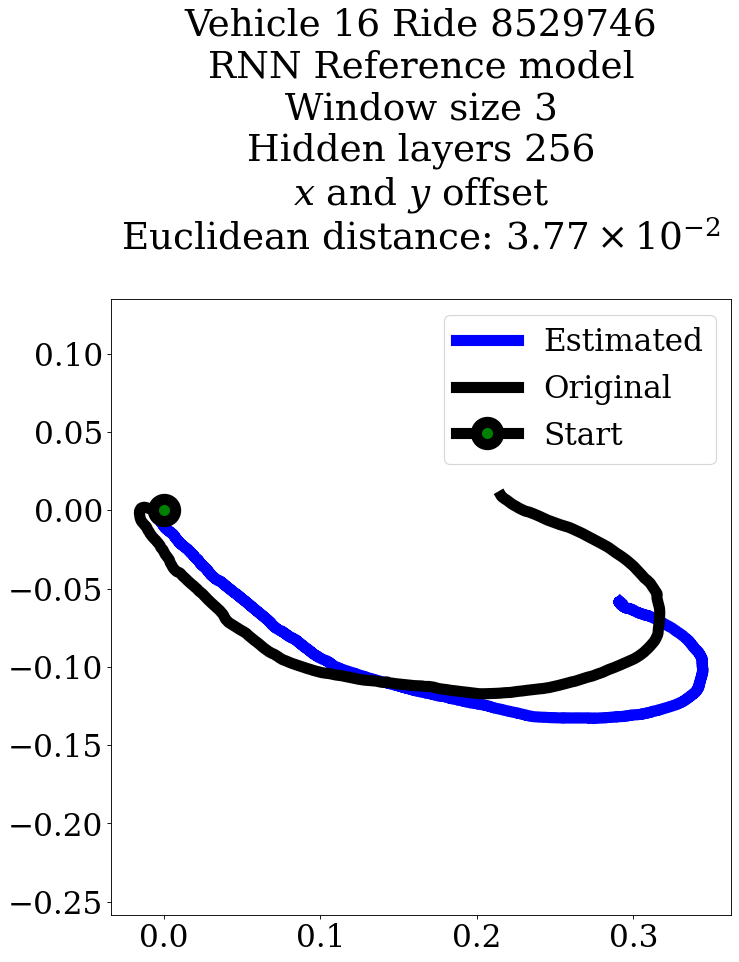 Vehicle 16 Ride 8529746
RNN Reference model
Window size 3
Hidden layers 256
x and y offset
Euclidean distance: 3.77 × 10⁻²
Estimated
Original
Start
0.10
0.05
0.00
−0.05
−0.10
−0.15
−0.20
−0.25
0.0 0.1 0.2 0.3